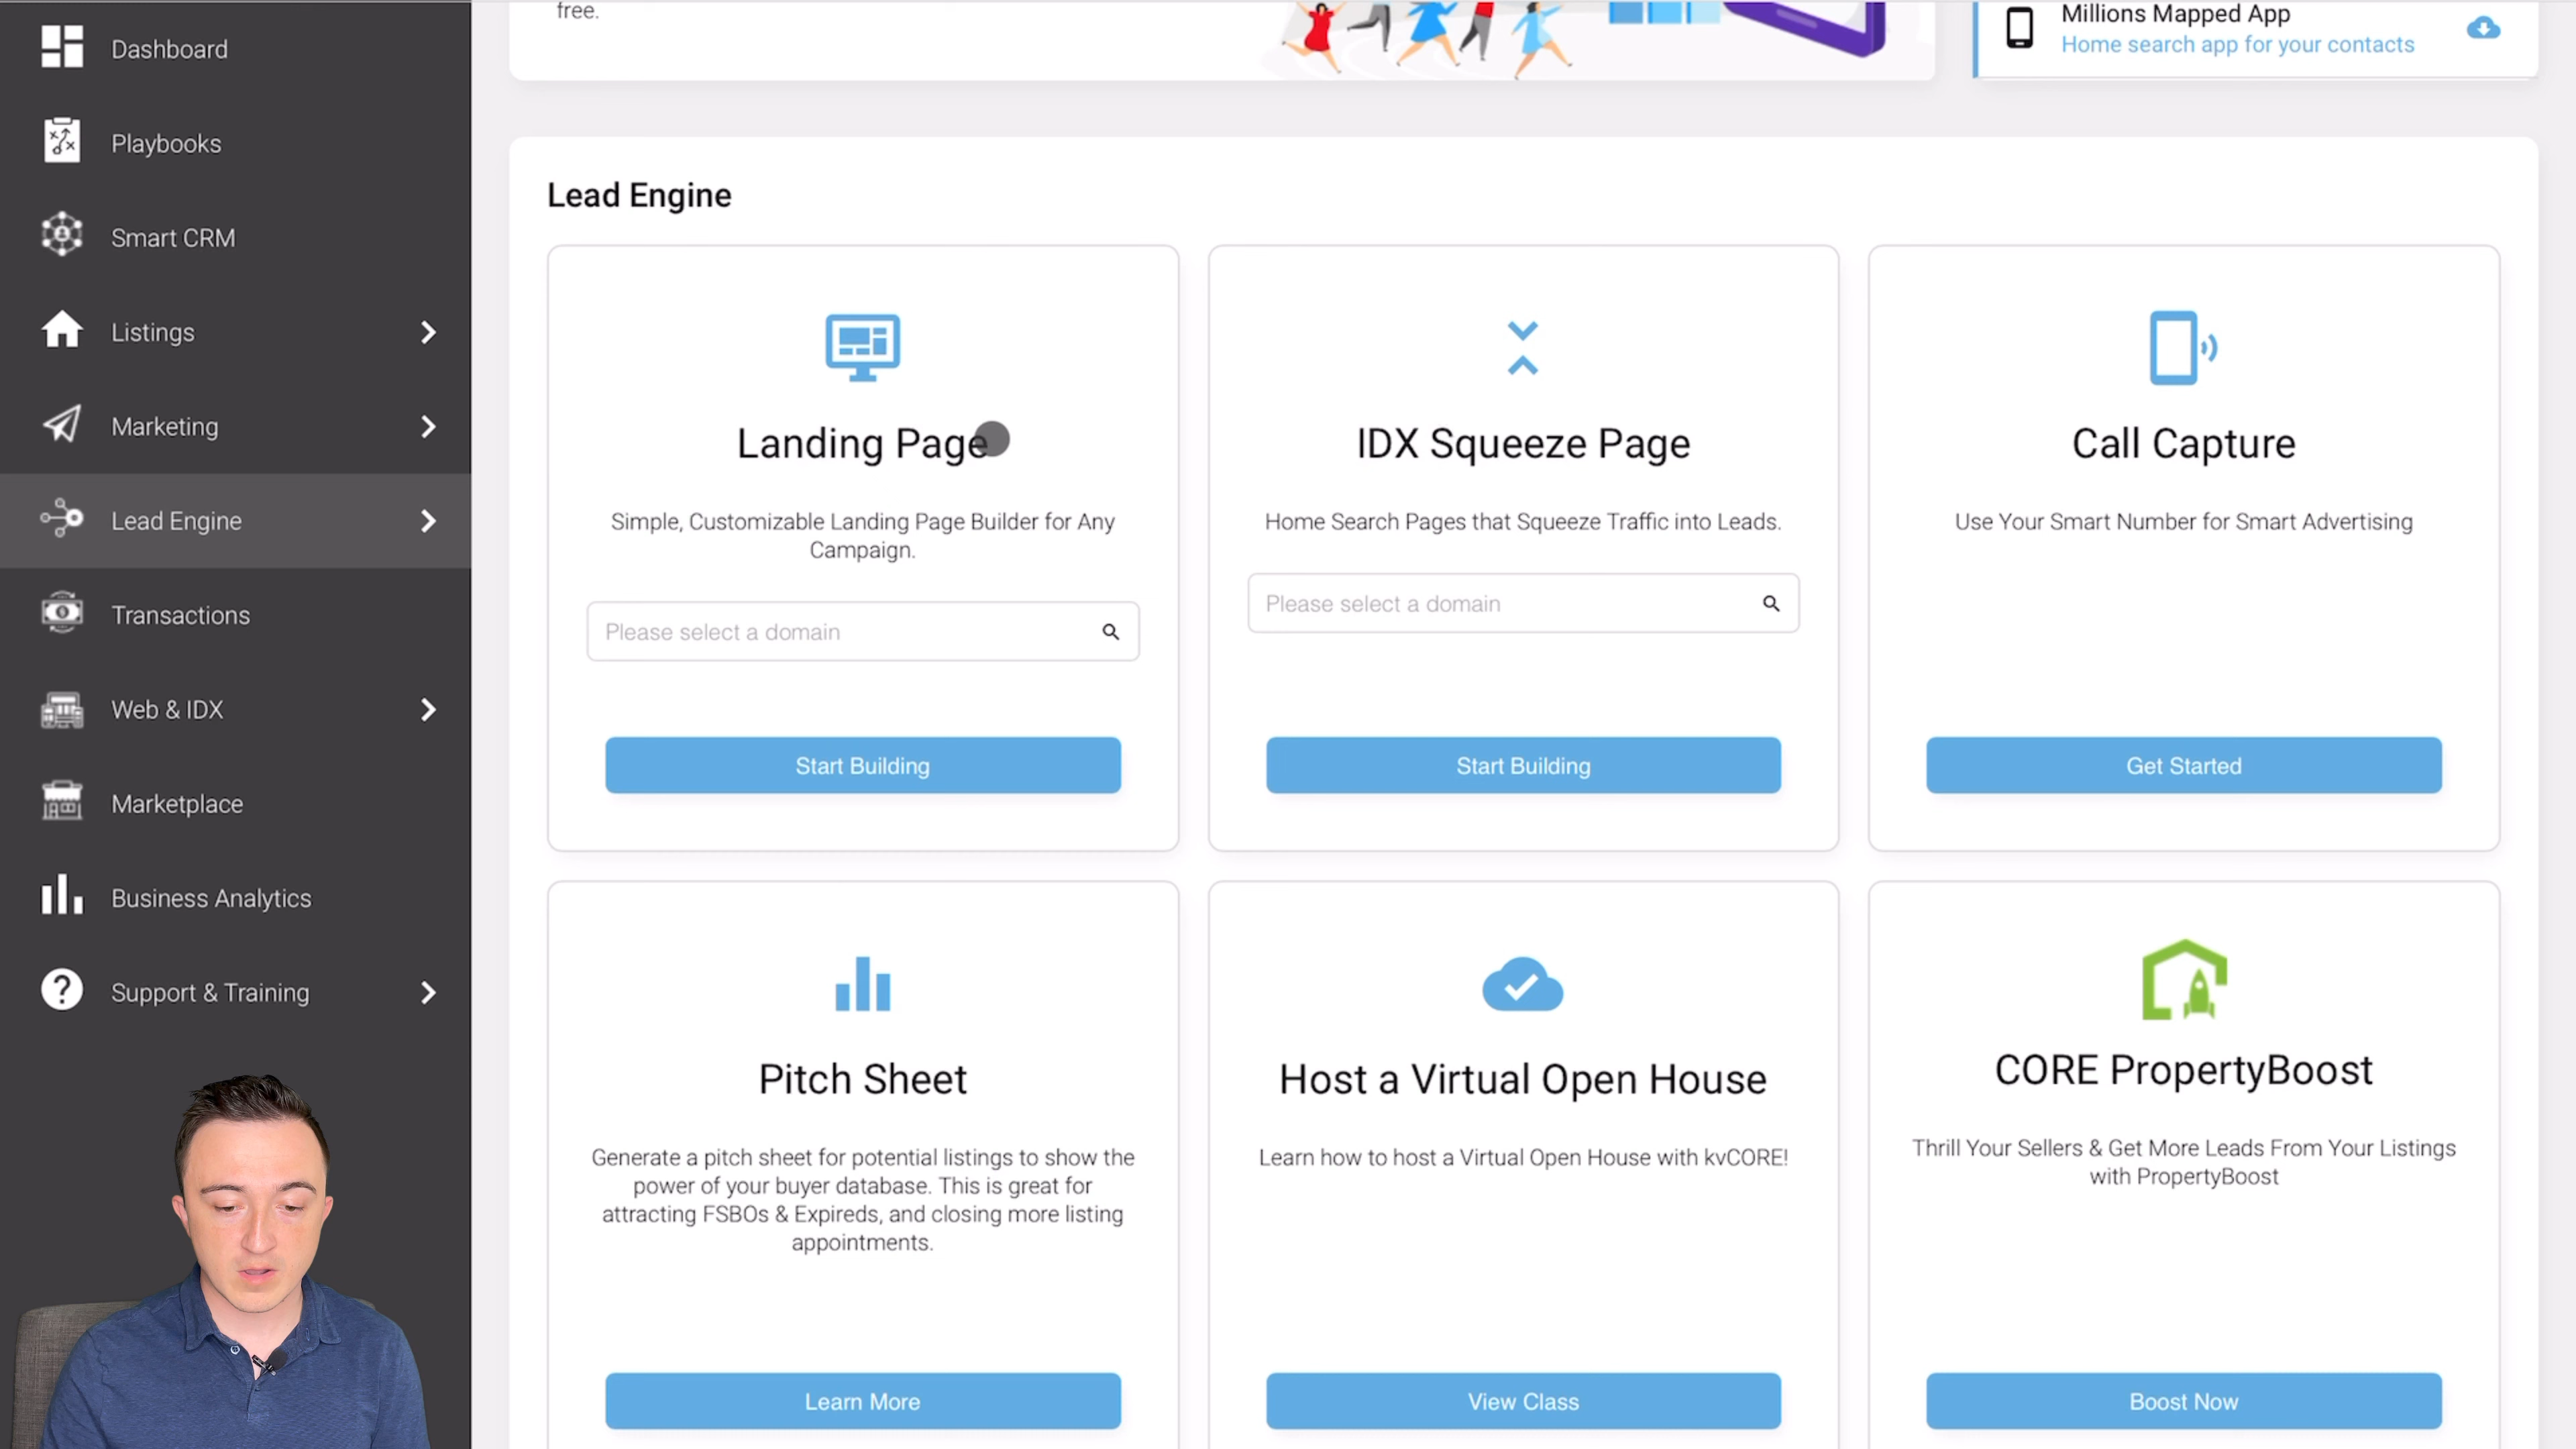 Dashboard
Playbooks
Smart CRM
Listings
Marketing
Lead Engine
Transactions
Web & IDX
Marketplace
Business Analytics
Support & Training
free.
Millions Mapped App
Home search app for your contacts
Lead Engine
Landing Page
Simple, Customizable Landing Page Builder for Any
Campaign.
Please select a domain
Start Building
IDX Squeeze Page
Home Search Pages that Squeeze Traffic into Leads.
Please select a domain
Start Building
Call Capture
Use Your Smart Number for Smart Advertising
Get Started
Pitch Sheet
Generate a pitch sheet for potential listings to show the
power of your buyer database. This is great for
attracting FSBOs & Expireds, and closing more listing
appointments.
Learn More
Host a Virtual Open House
Learn how to host a Virtual Open House with kvCORE!
View Class
CORE PropertyBoost
Thrill Your Sellers & Get More Leads From Your Listings
with PropertyBoost
Boost Now